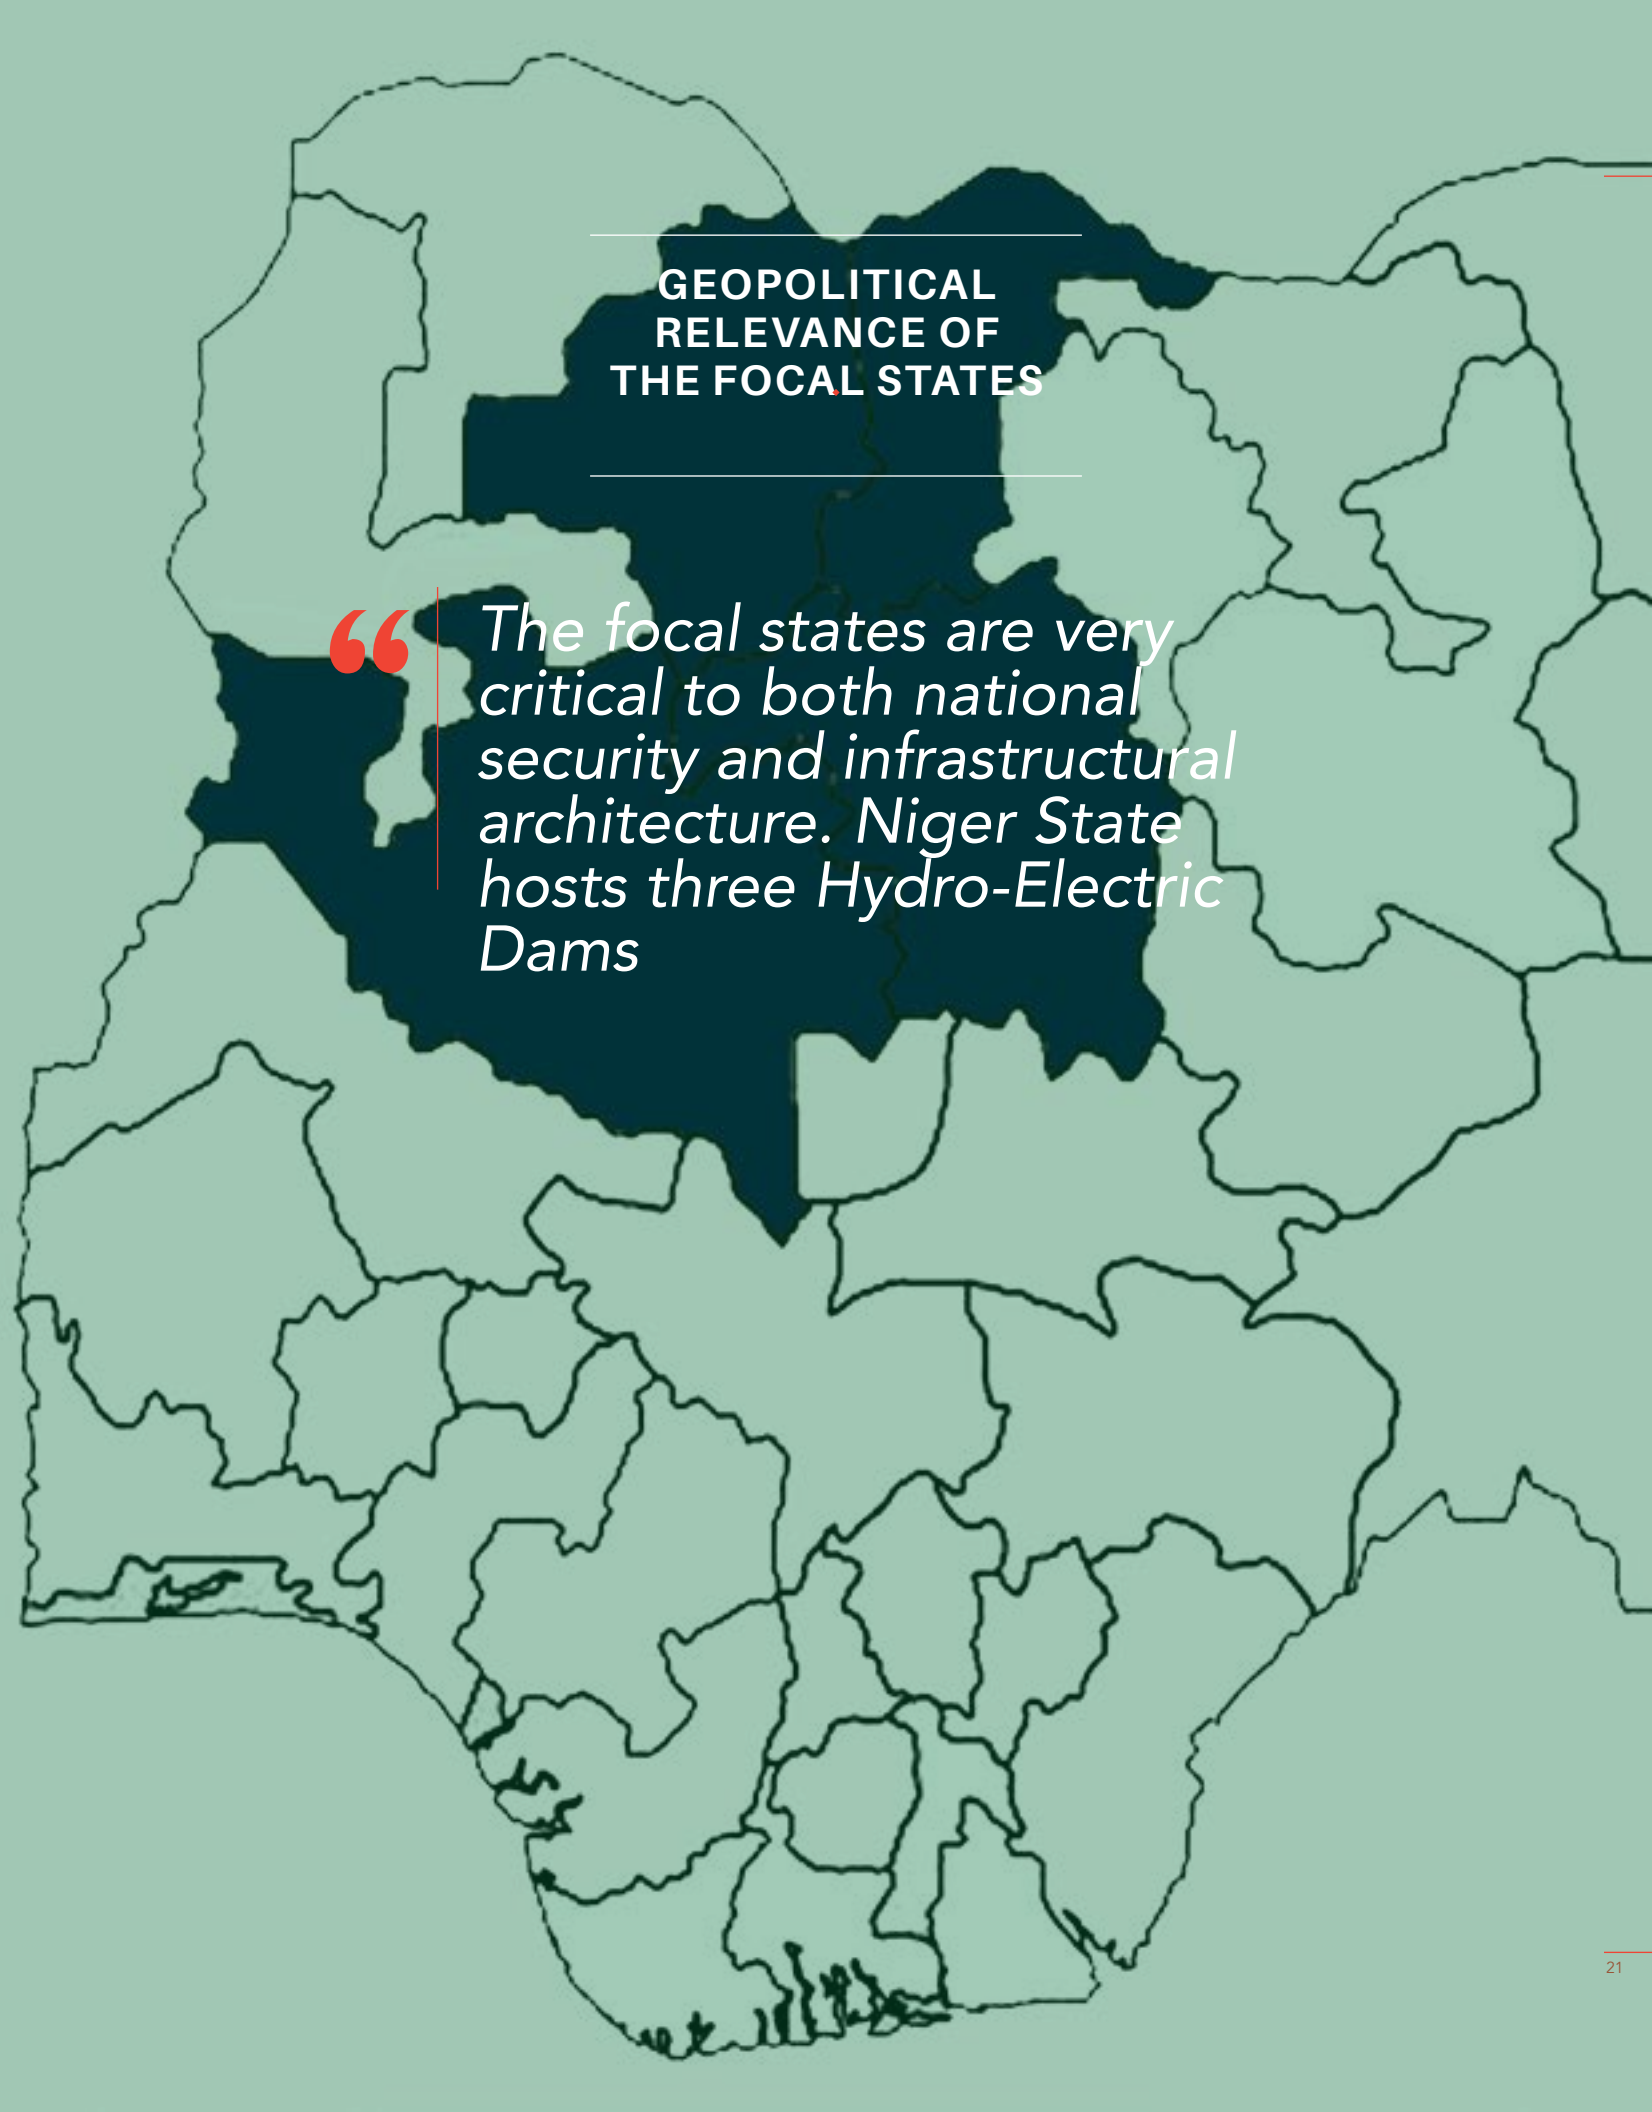 GEOPOLITICAL
RELEVANCE OF
THE FOCAL STATES
“
The focal states are very
critical to both national
security and infrastructural
architecture. Niger State
hosts three Hydro-Electric
Dams
21